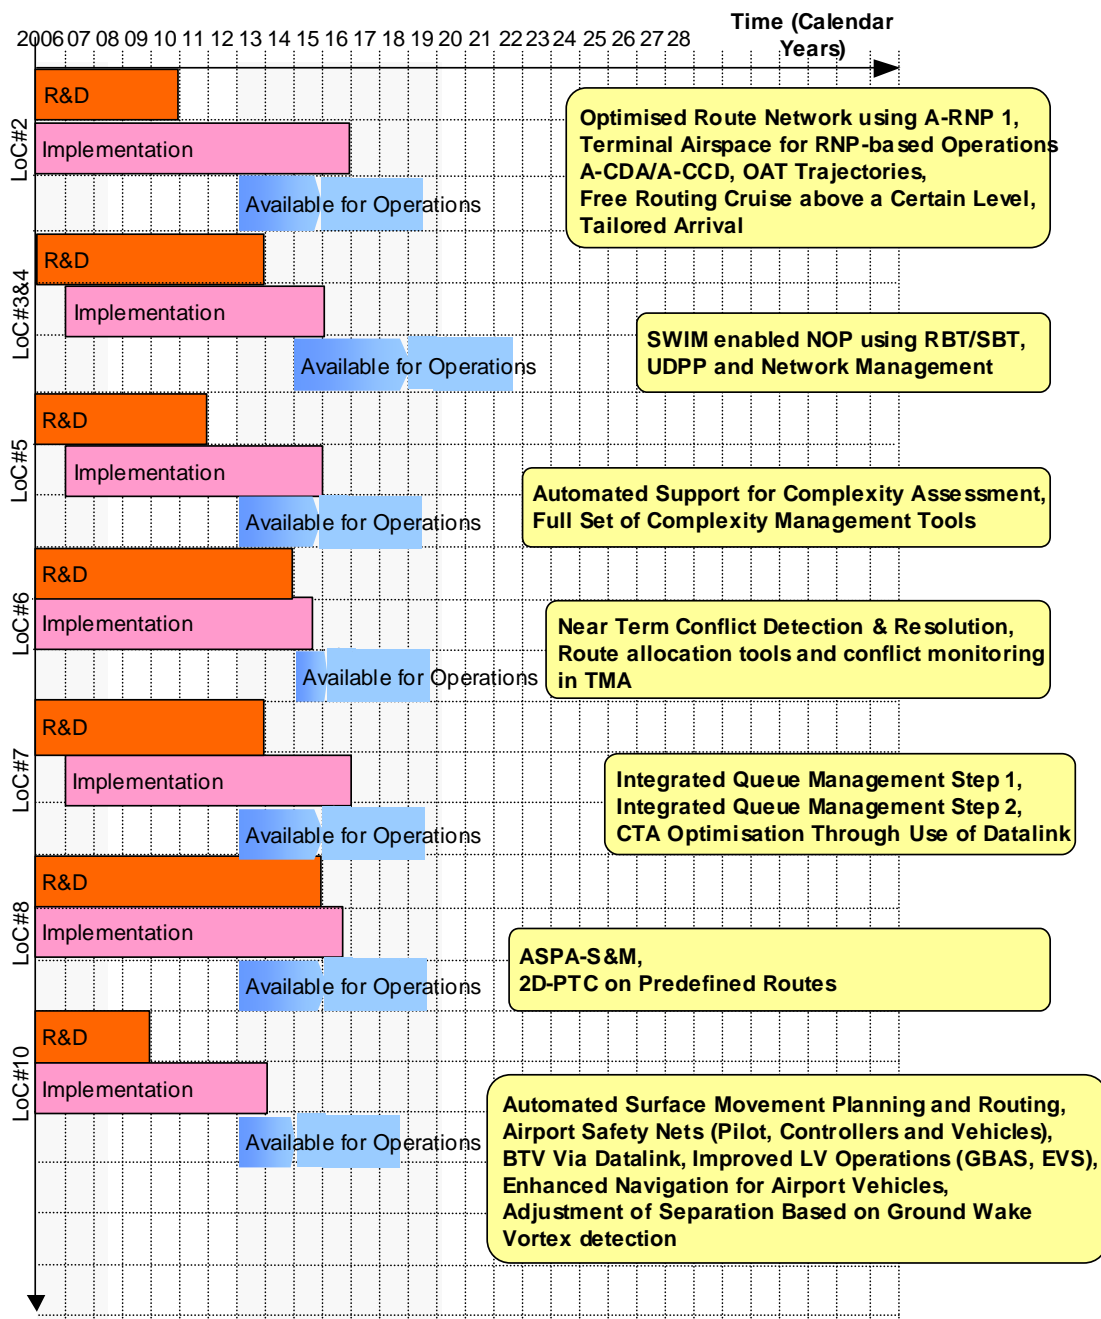 Time (Calendar
Years)
2006 07 08 09 10 11 12 13 14 15 16 17 18 19 20 21 22 23 24 25 26 27 28
LoC#2
R&D
Implementation
Available for Operations
Optimised Route Network using A-RNP 1,
Terminal Airspace for RNP-based Operations
A-CDA/A-CCD, OAT Trajectories,
Free Routing Cruise above a Certain Level,
Tailored Arrival
LoC#3&4
R&D
Implementation
Available for Operations
SWIM enabled NOP using RBT/SBT,
UDPP and Network Management
LoC#5
R&D
Implementation
Available for Operations
Automated Support for Complexity Assessment,
Full Set of Complexity Management Tools
LoC#6
R&D
Implementation
Available for Operations
Near Term Conflict Detection & Resolution,
Route allocation tools and conflict monitoring
in TMA
LoC#7
R&D
Implementation
Available for Operations
Integrated Queue Management Step 1,
Integrated Queue Management Step 2,
CTA Optimisation Through Use of Datalink
LoC#8
R&D
Implementation
Available for Operations
ASPA-S&M,
2D-PTC on Predefined Routes
LoC#10
R&D
Implementation
Available for Operations
Automated Surface Movement Planning and Routing,
Airport Safety Nets (Pilot, Controllers and Vehicles),
BTV Via Datalink, Improved LV Operations (GBAS, EVS),
Enhanced Navigation for Airport Vehicles,
Adjustment of Separation Based on Ground Wake
Vortex detection